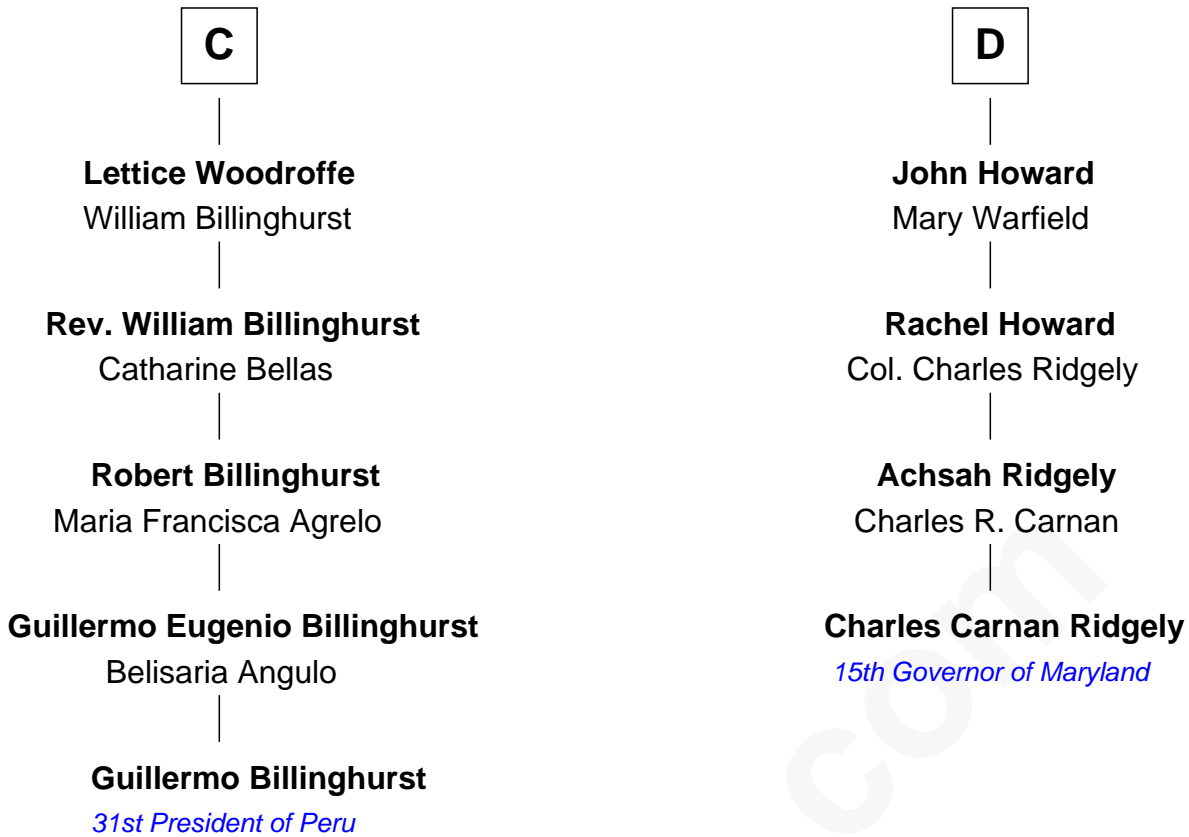 C
Lettice Woodroffe
William Billinghurst
Rev. William Billinghurst
Catharine Bellas
Robert Billinghurst
Maria Francisca Agrelo
Guillermo Eugenio Billinghurst
Belisaria Angulo
Guillermo Billinghurst
31st President of Peru
D
John Howard
Mary Warfield
Rachel Howard
Col. Charles Ridgely
Achsah Ridgely
Charles R. Carnan
Charles Carnan Ridgely
15th Governor of Maryland
com